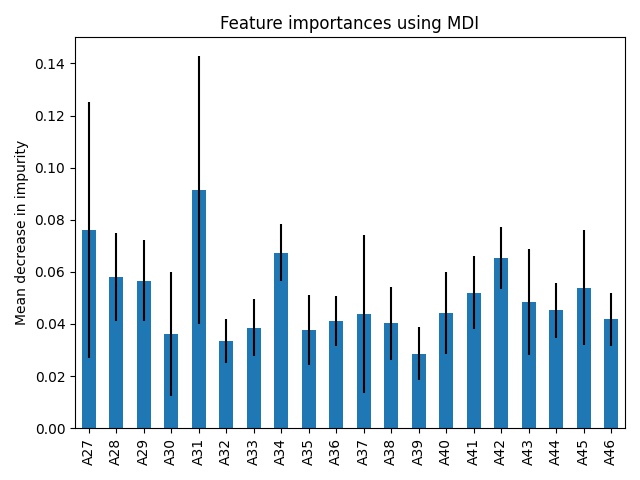 Feature importances using MDI
Mean decrease in impurity
0.14
0.12
0.10
0.08
0.06
0.04
0.02
0.00
A27 A28 A29 A30 A31 A32 A33 A34 A35 A36 A37 A38 A39 A40 A41 A42 A43 A44 A45 A46